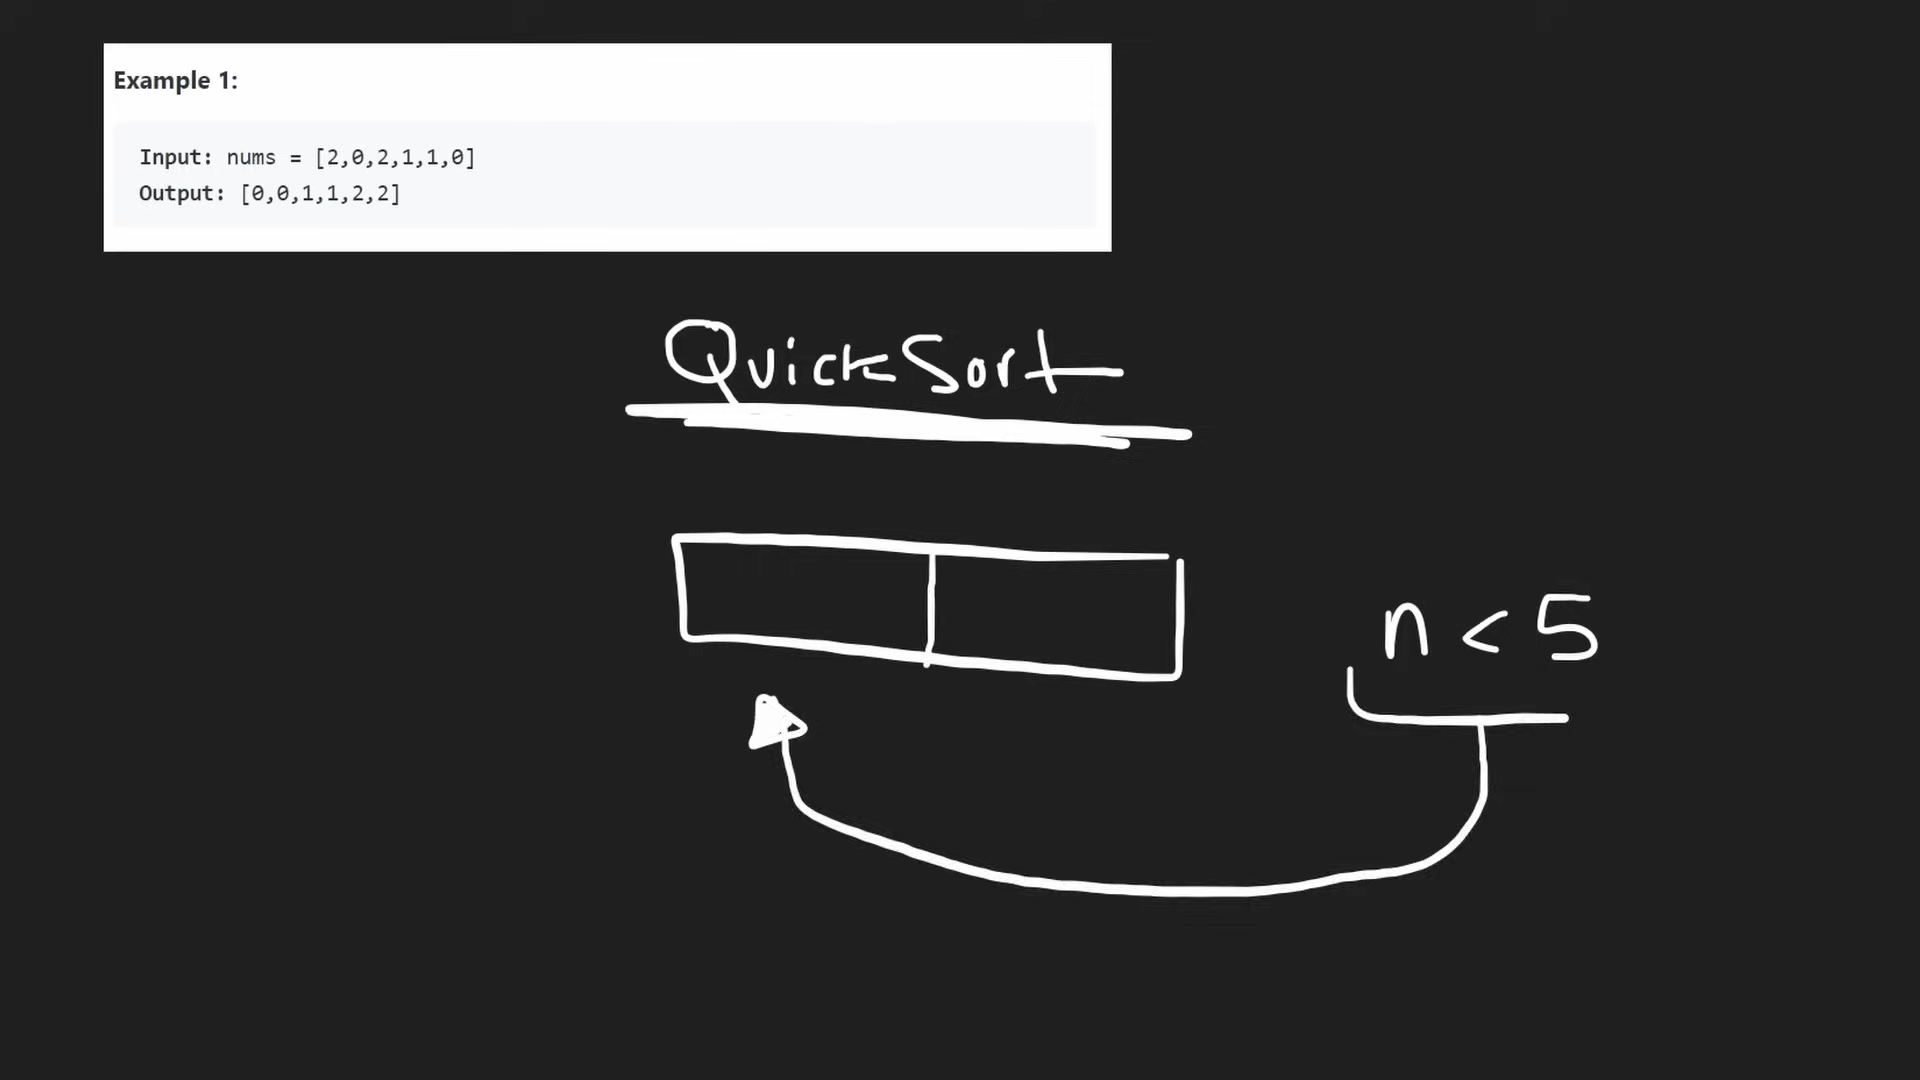 Example 1:
Input: nums = [2,0,2,1,1,0]
Output: [0,0,1,1,2,2]
QuickSort
n < 5